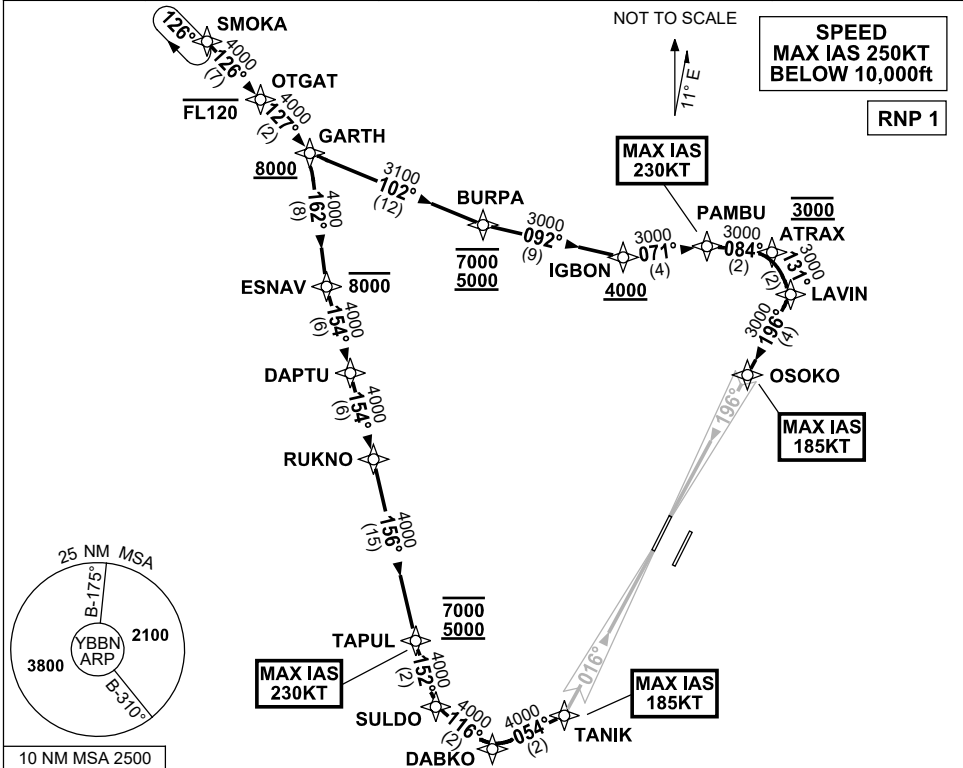 126°
SMOKA
4000
126°
(7)
OTGAT
FL120
4000
127°
(2)
GARTH
8000
NOT TO SCALE
11° E
SPEED
MAX IAS 250KT
BELOW 10,000ft
RNP 1
3100
102°
(12)
BURPA
7000
5000
3000
092°
(9)
IGBON
4000
3000
071°
(4)
MAX IAS
230KT
PAMBU
3000
084°
(2)
3000
ATRAX
3000
131°
(2)
LAVIN
3000
196°
(4)
OSOKO
MAX IAS
185KT
196°
4000
162°
(8)
ESNAV
8000
4000
154°
(6)
DAPTU
4000
154°
(6)
RUKNO
4000
156°
(15)
TAPUL
7000
5000
MAX IAS
230KT
4000
152°
(2)
SULDO
4000
116°
(2)
DABKO
4000
054°
(2)
TANIK
MAX IAS
185KT
016°
25 NM MSA
B-175°
YBBN
ARP
3800
2100
B-310°
10 NM MSA 2500